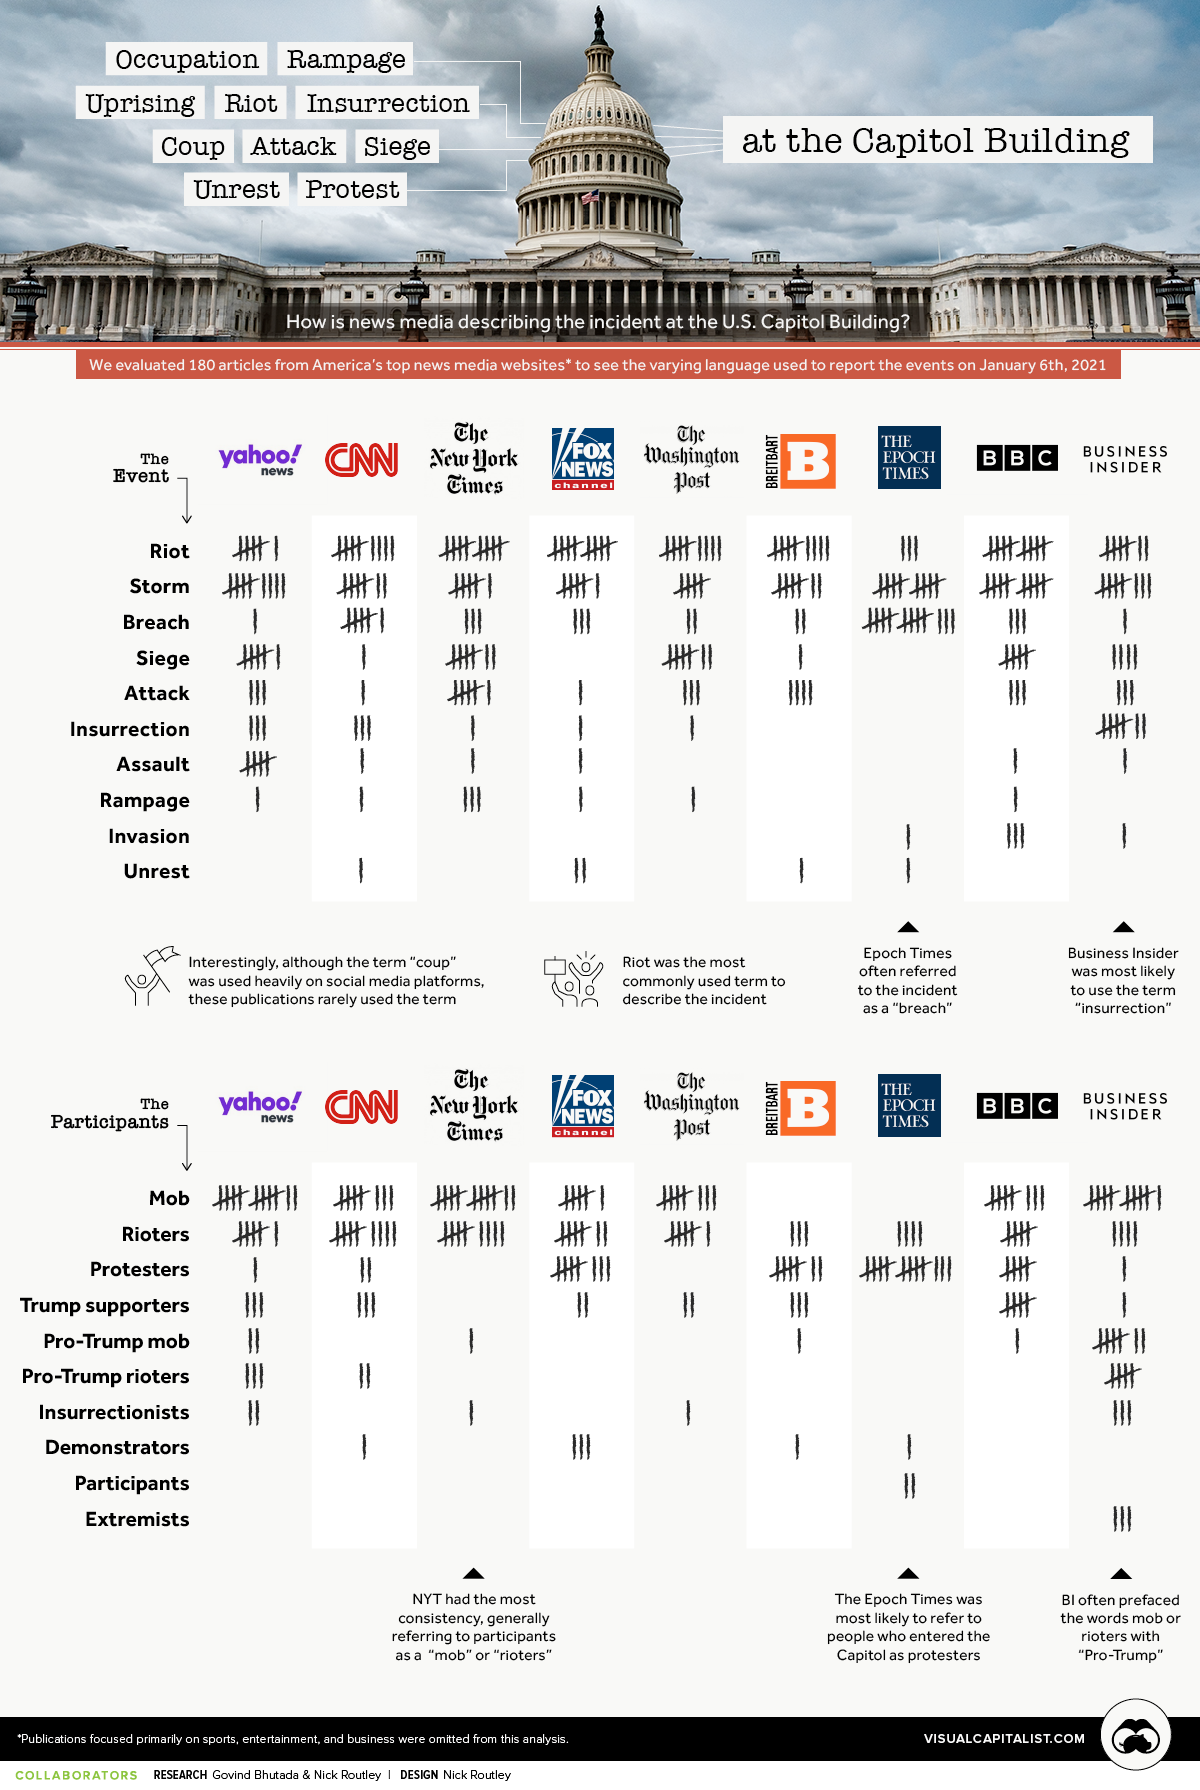 Occupation Rampage
Uprising Riot Insurrection
Coup Attack Siege
Unrest Protest
at the Capitol Building
How is news media describing the incident at the U.S. Capitol Building?
We evaluated 180 articles from America's top news media websites* to see the varying language used to report the events on January 6th, 2021
The
Event
yahoo!
news
CNN
The
New York
Times
FOX
NEWS
channel
The
Washington
Post
BREITBART
B
THE
EPOCH
TIMES
BBC
BUSINESS
INSIDER
Riot
Storm
Breach
Siege
Attack
Insurrection
Assault
Rampage
Invasion
Unrest
Interestingly, although the term “coup”
was used heavily on social media platforms,
these publications rarely used the term
Riot was the most
commonly used term to
describe the incident
Epoch Times
often referred
to the incident
as a “breach”
Business Insider
was most likely
to use the term
“insurrection”
The
Participants
yahoo!
news
CNN
The
New York
Times
FOX
NEWS
channel
The
Washington
Post
BREITBART
B
THE
EPOCH
TIMES
BBC
BUSINESS
INSIDER
Mob
Rioters
Protesters
Trump supporters
Pro-Trump mob
Pro-Trump rioters
Insurrectionists
Demonstrators
Participants
Extremists
NYT had the most
consistency, generally
referring to participants
as a “mob” or “rioters”
The Epoch Times was
most likely to refer to
people who entered the
Capitol as protesters
BI often prefaced
the words mob or
rioters with
“Pro-Trump”
*Publications focused primarily on sports, entertainment, and business were omitted from this analysis.
VISUALCAPITALIST.COM
COLLABORATORS RESEARCH Govind Bhutada & Nick Routley | DESIGN Nick Routley